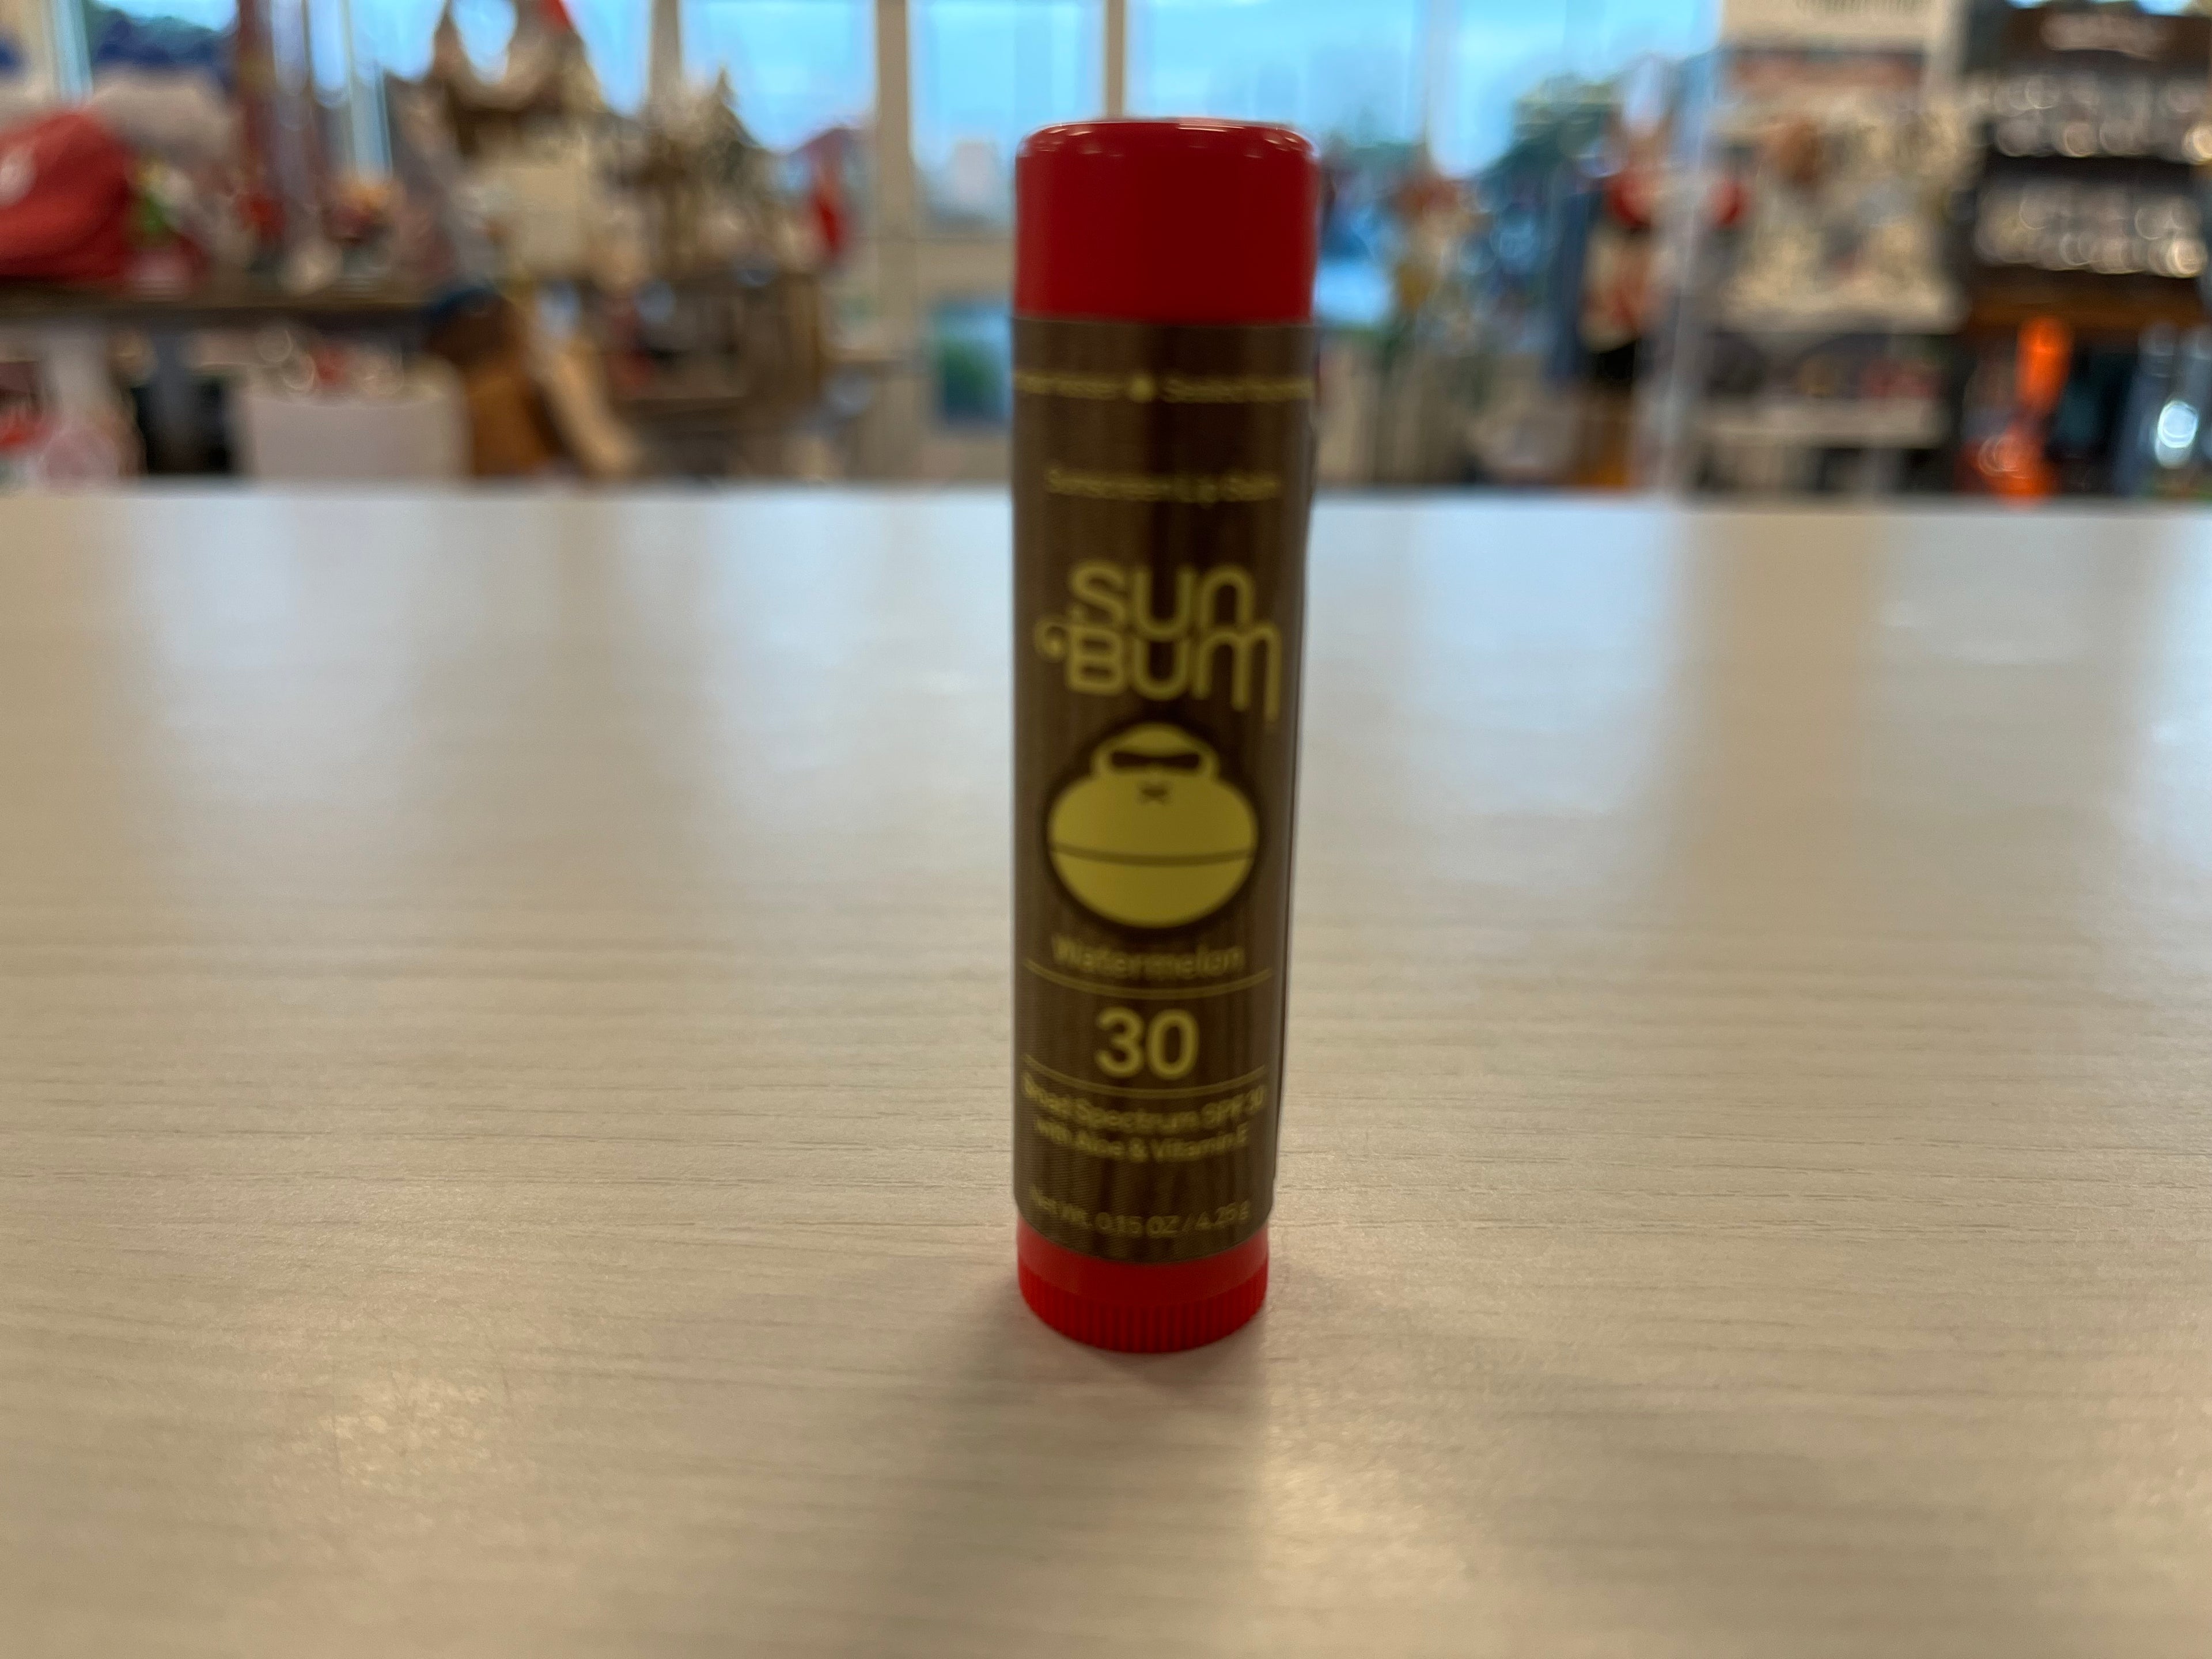 Sunscreen Lip Balm
SUN
BUM
Watermelon
30
Broad Spectrum SPF 30
with Aloe & Vitamin E
Net Wt. 0.15 OZ / 4.25 g